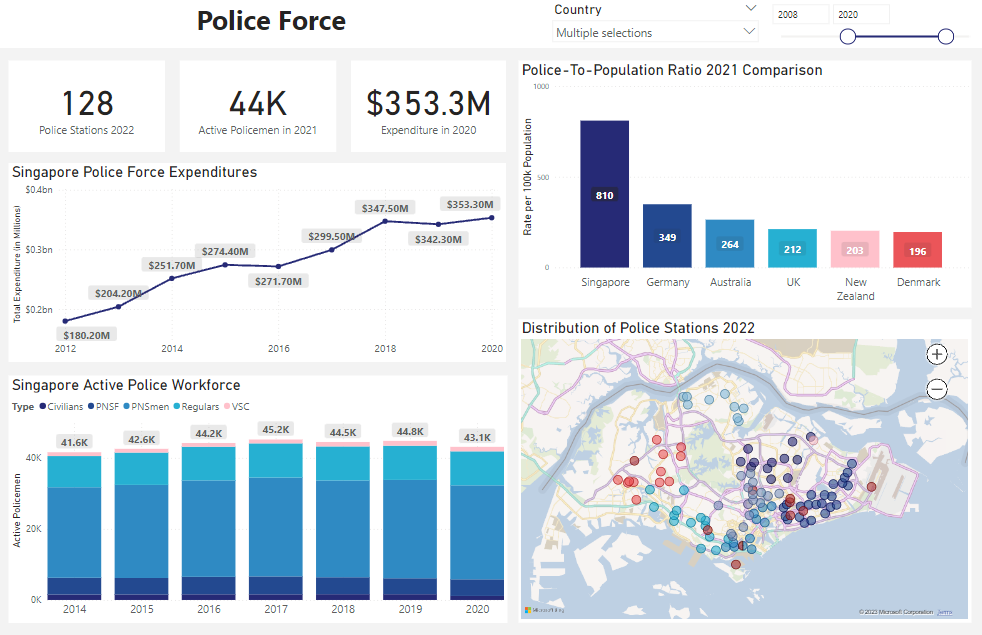 Police Force
Country
Multiple selections
2008
2020
128
Police Stations 2022
44K
Active Policemen in 2021
$353.3M
Expenditure in 2020
Singapore Police Force Expenditures
Total Expenditure (in Millions)
$0.4bn
$0.3bn
$0.2bn
$180.20M
$204.20M
$251.70M
$274.40M
$271.70M
$299.50M
$347.50M
$342.30M
$353.30M
2012
2014
2016
2018
2020
Singapore Active Police Workforce
Type Civilians PNSF PNSmen Regulars VSC
Active Policemen
40K
20K
0K
41.6K
42.6K
44.2K
45.2K
44.5K
44.8K
43.1K
2014
2015
2016
2017
2018
2019
2020
Police-To-Population Ratio 2021 Comparison
Rate per 100k Population
1000
500
0
810
349
264
212
203
196
Singapore
Germany
Australia
UK
New
Zealand
Denmark
Distribution of Police Stations 2022
Microsoft Bing
© 2023 Microsoft Corporation Terms